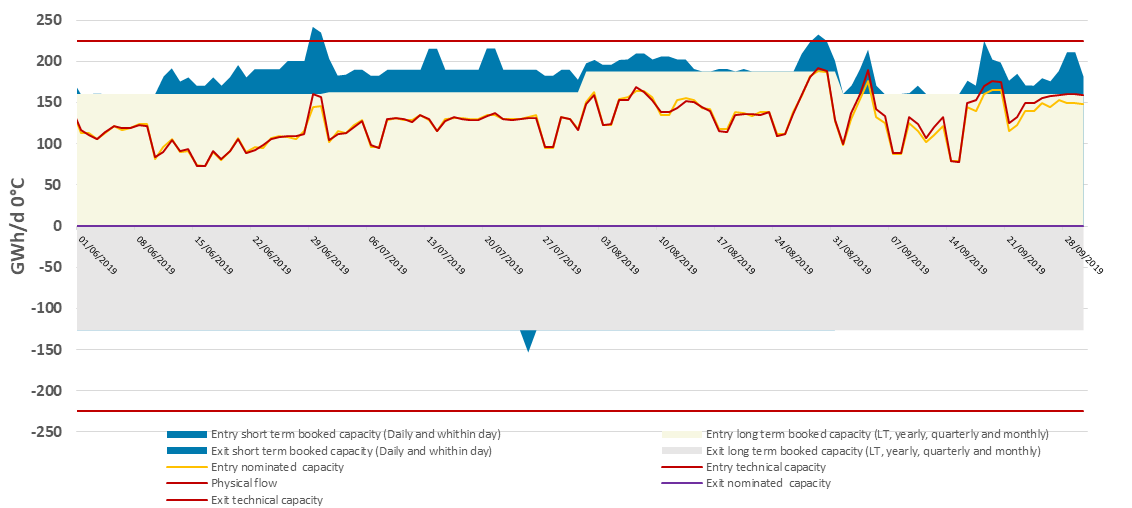 250
200
150
100
50
0
-50
-100
-150
-200
-250
GWh/d 0°C
01/06/2019
08/06/2019
15/06/2019
22/06/2019
29/06/2019
06/07/2019
13/07/2019
20/07/2019
27/07/2019
03/08/2019
10/08/2019
17/08/2019
24/08/2019
31/08/2019
07/09/2019
14/09/2019
21/09/2019
28/09/2019
Entry short term booked capacity (Daily and whithin day)
Entry long term booked capacity (LT, yearly, quarterly and monthly)
Exit short term booked capacity (Daily and whithin day)
Exit long term booked capacity (LT, yearly, quarterly and monthly)
Entry nominated capacity
Entry technical capacity
Physical flow
Exit nominated capacity
Exit technical capacity